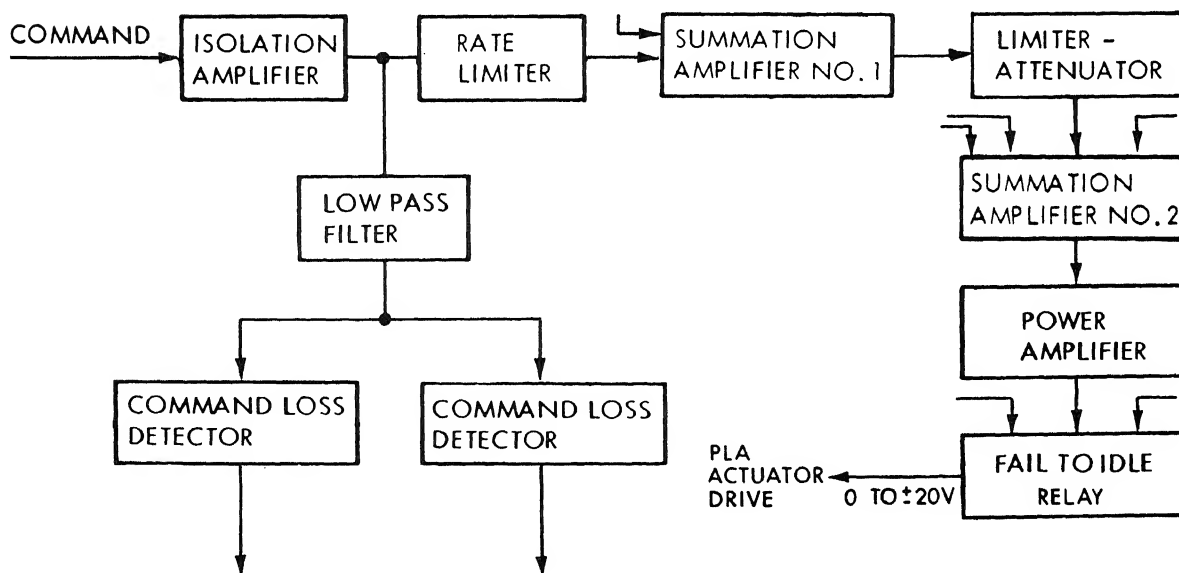 COMMAND
ISOLATION
AMPLIFIER
RATE
LIMITER
SUMMATION
AMPLIFIER NO. 1
LIMITER -
ATTENUATOR
SUMMATION
AMPLIFIER NO. 2
LOW PASS
FILTER
POWER
AMPLIFIER
COMMAND LOSS
DETECTOR
COMMAND LOSS
DETECTOR
PLA
ACTUATOR
DRIVE
0 TO ±20V
FAIL TO IDLE
RELAY